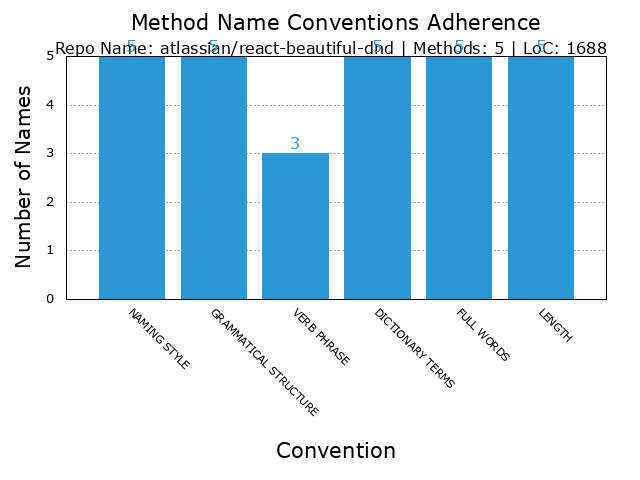 Method Name Conventions Adherence
Repo Name: atlassian/react-beautiful-dnd | Methods: 5 | LoC: 1688
5 5 3 5 5 5
Number of Names
5
4
3
2
1
0
NAMING STYLE
GRAMMATICAL STRUCTURE
VERB PHRASE
DICTIONARY TERMS
FULL WORDS
LENGTH
Convention